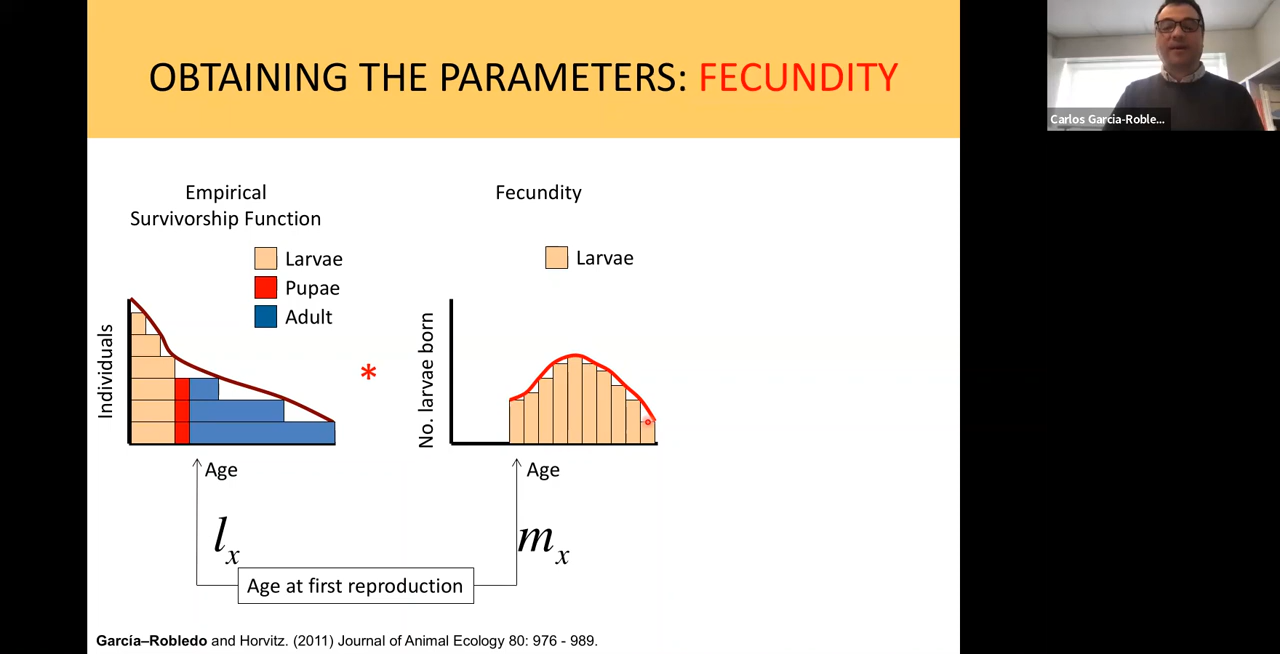 OBTAINING THE PARAMETERS: FECUNDITY
Carlos Garcia-Roble...
Empirical
Survivorship Function
Larvae
Pupae
Adult
Individuals
Age
l x
*
Fecundity
Larvae
No. larvae born
Age
m x
Age at first reproduction
García–Robledo and Horvitz. (2011) Journal of Animal Ecology 80: 976 - 989.